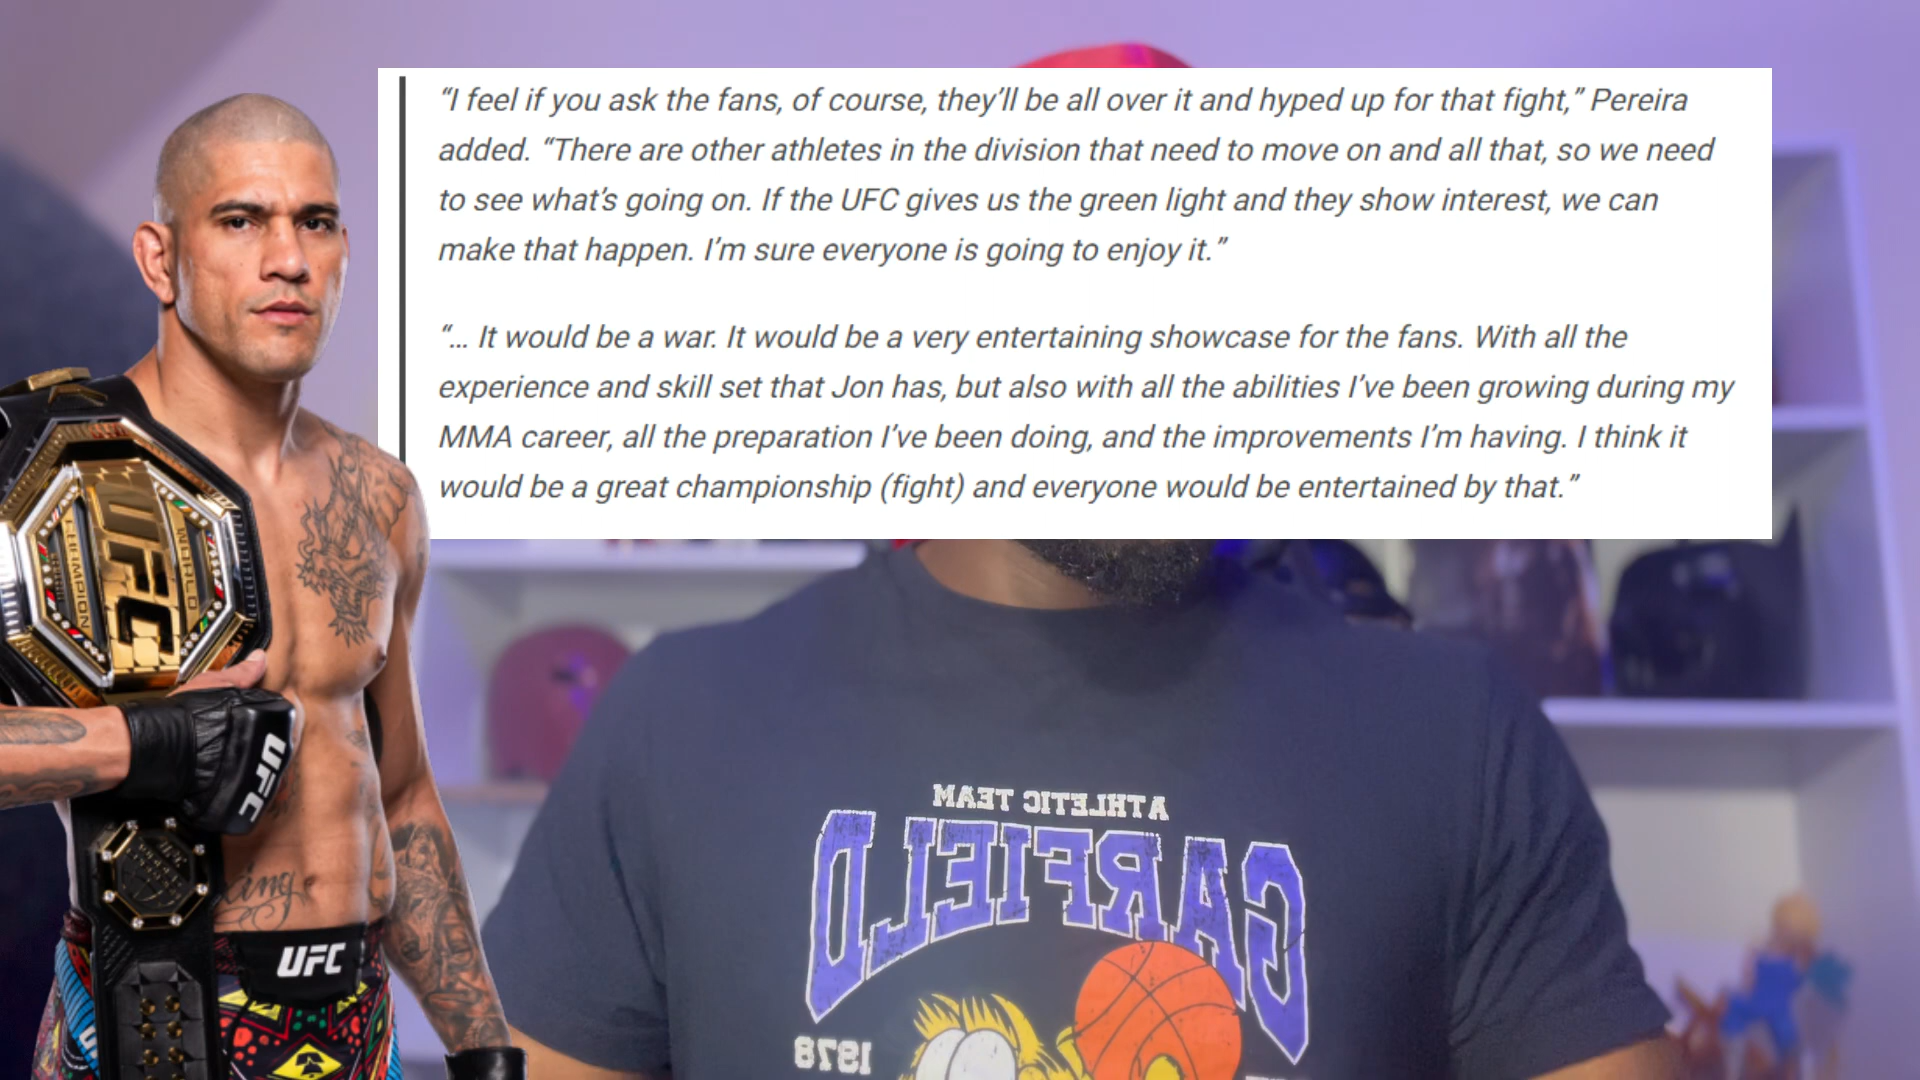 “I feel if you ask the fans, of course, they’ll be all over it and hyped up for that fight,” Pereira
added. “There are other athletes in the division that need to move on and all that, so we need
to see what’s going on. If the UFC gives us the green light and they show interest, we can
make that happen. I’m sure everyone is going to enjoy it.”
“… It would be a war. It would be a very entertaining showcase for the fans. With all the
experience and skill set that Jon has, but also with all the abilities I’ve been growing during my
MMA career, all the preparation I’ve been doing, and the improvements I’m having. I think it
would be a great championship (fight) and everyone would be entertained by that.”
WORLD
UFC
CHAMPION
UFC
UFC
ATHLETIC TEAM
GARFIELD
1978